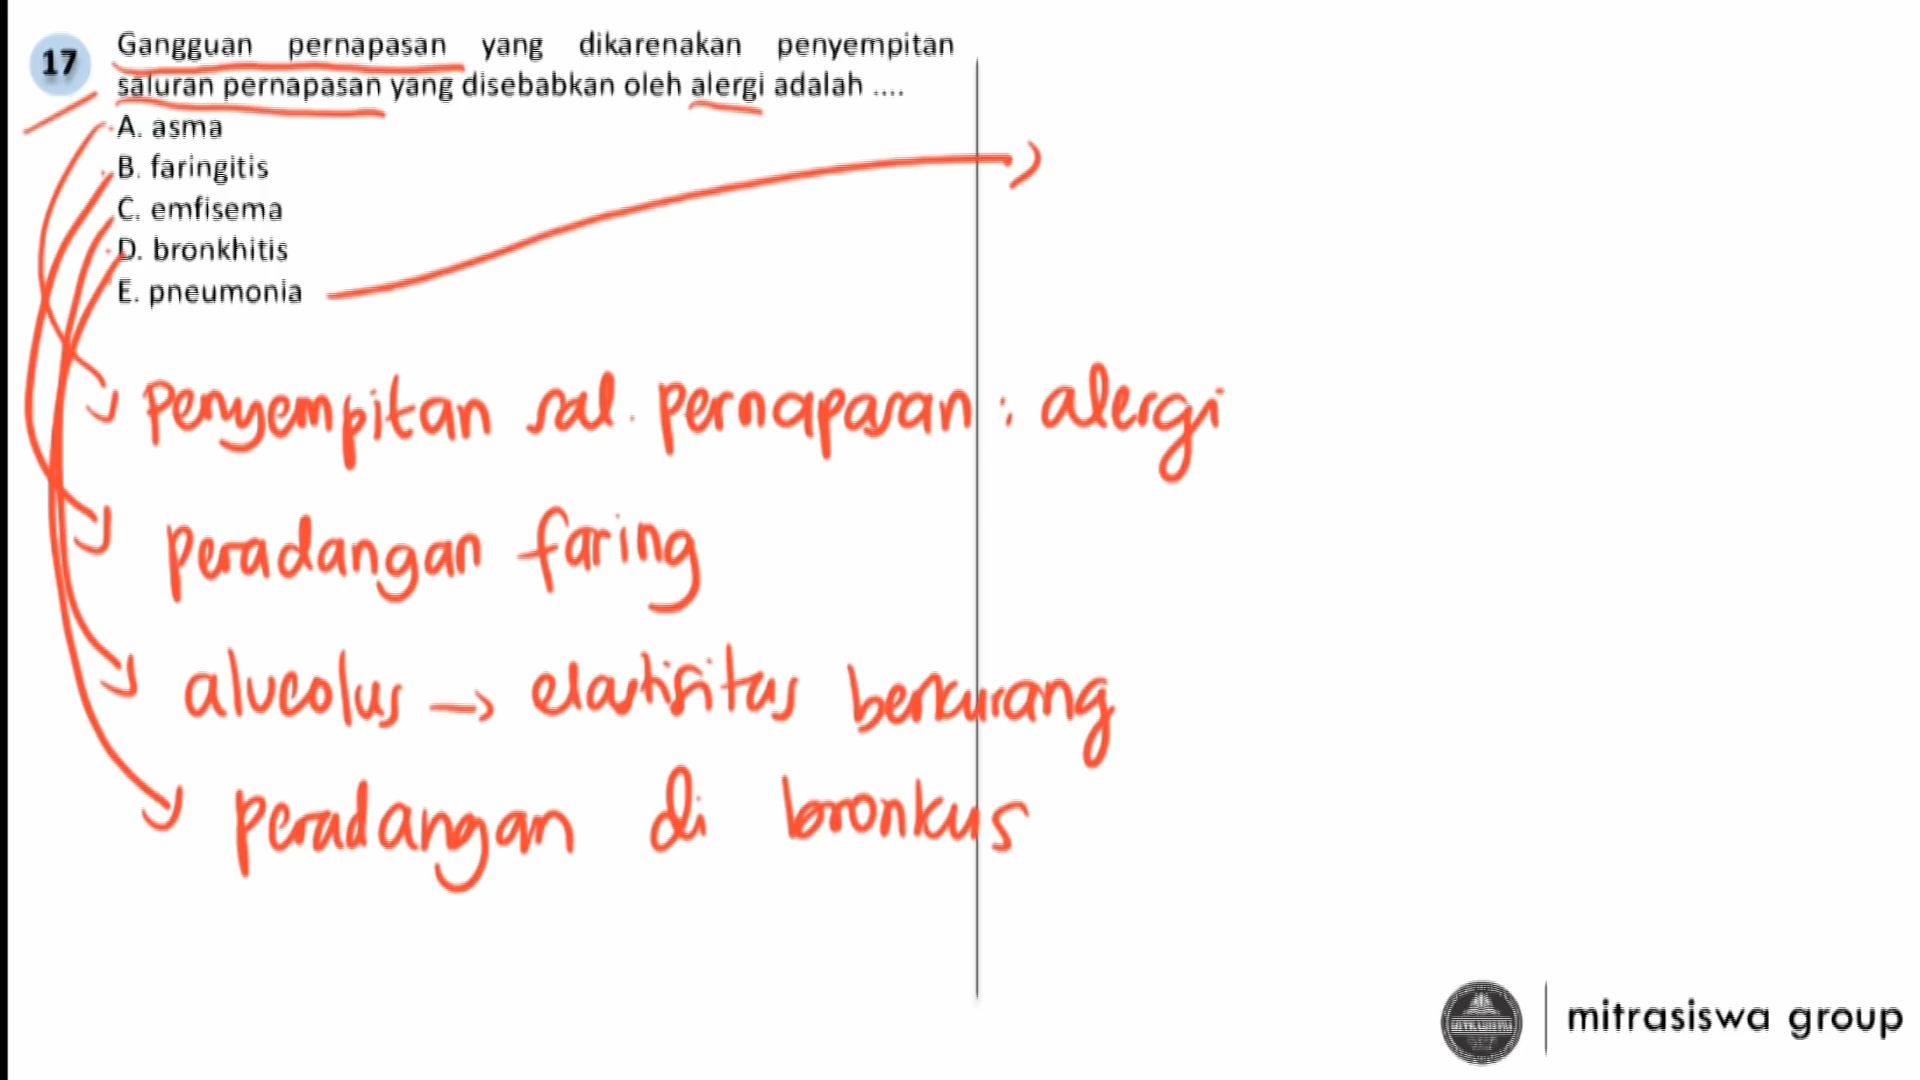 17
Gangguan pernapasan yang dikarenakan penyempitan
saluran pernapasan yang disebabkan oleh alergi adalah ....
A. asma
B. faringitis
C. emfisema
D. bronkhitis
E. pneumonia
penyempitan sal. pernapasan : alergi
peradangan faring
alveolus → elastisitas berkurang
peradangan di bronkus
mitrasiswa group